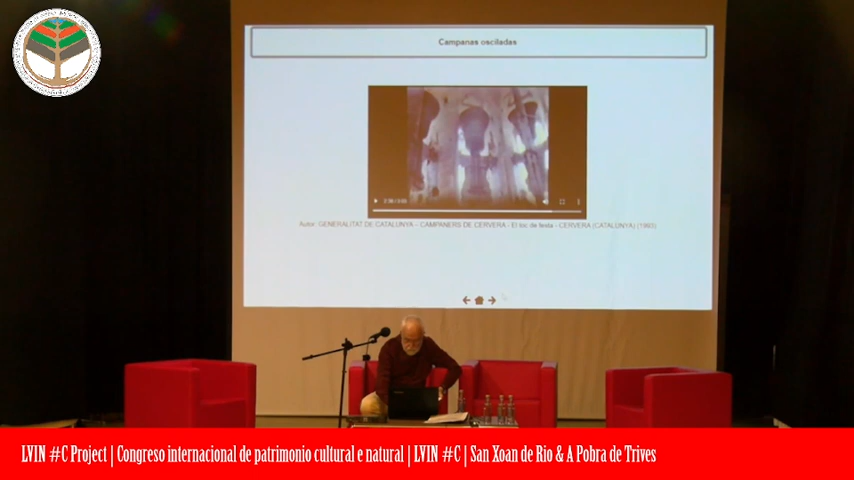 Campanas osciladas
Autor: GENERALITAT DE CATALUNYA - CAMPANERS DE CERVERA - El toc de festa - CERVERA (CATALUNYA) (1993)
LVIN #C Project | Congreso internacional de patrimonio cultural e natural | LVIN #C | San Xoan de Rio & A Pobra de Trives